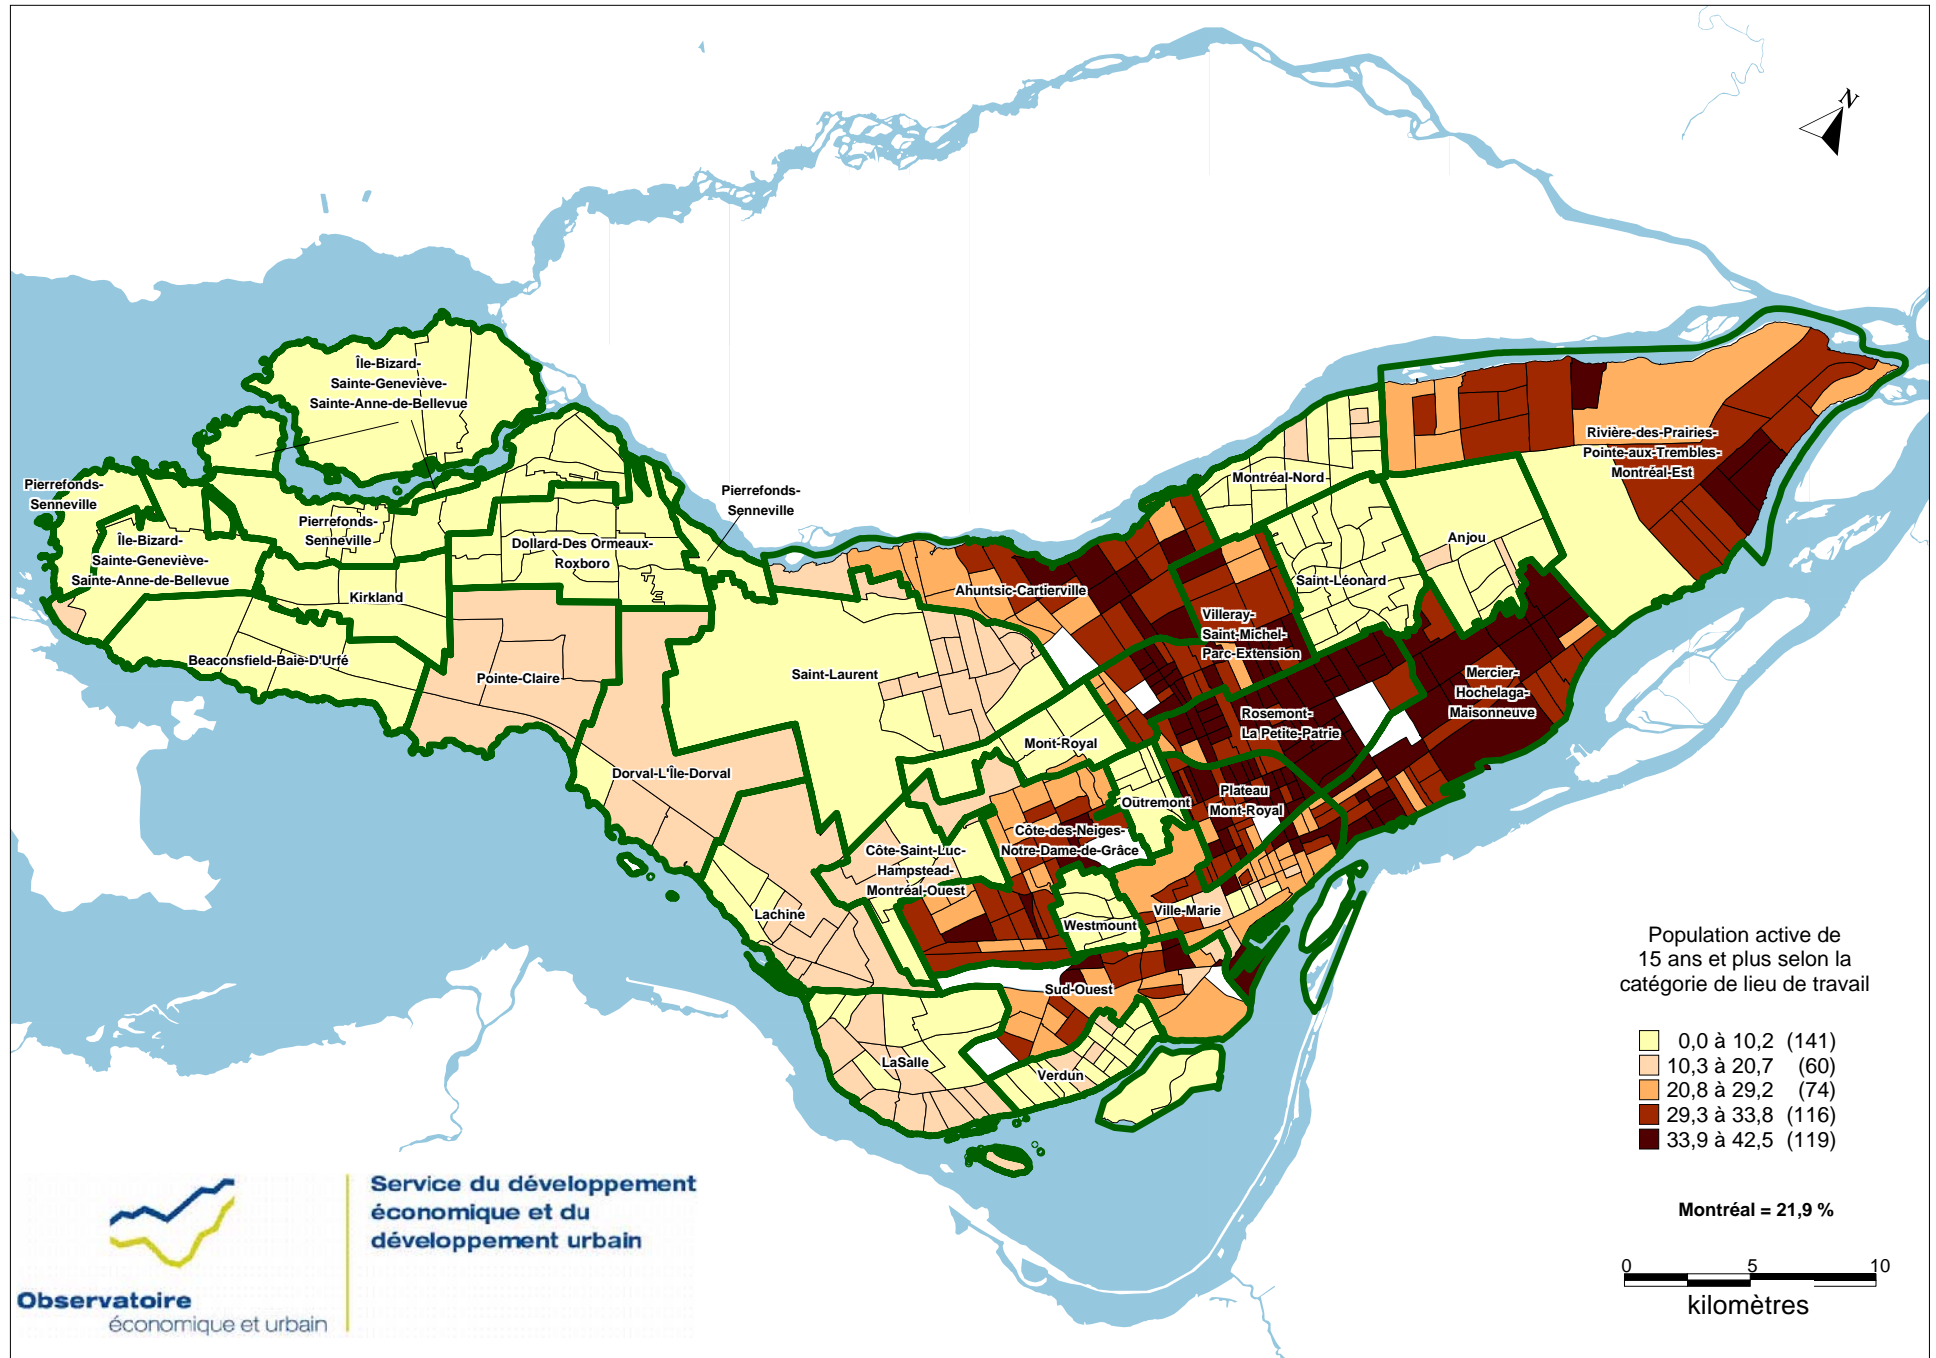 N
Île-Bizard-
Sainte-Geneviève-
Sainte-Anne-de-Bellevue
Pierrefonds-
Senneville
Île-Bizard-
Sainte-Geneviève-
Sainte-Anne-de-Bellevue
Pierrefonds-
Senneville
Dollard-Des Ormeaux-
Roxboro
Pierrefonds-
Senneville
Kirkland
Beaconsfield-Baie-D'Urfé
Pointe-Claire
Dorval-L'Île-Dorval
Saint-Laurent
Ahuntsic-Cartierville
Montréal-Nord
Rivière-des-Prairies-
Pointe-aux-Trembles-
Montréal-Est
Anjou
Saint-Léonard
Villeray-
Saint-Michel-
Parc-Extension
Mercier-
Hochelaga-
Maisonneuve
Rosemont-
La Petite-Patrie
Mont-Royal
Outremont
Plateau
Mont-Royal
Côte-des-Neiges-
Notre-Dame-de-Grâce
Côte-Saint-Luc-
Hampstead-
Montréal-Ouest
Lachine
Westmount
Ville-Marie
Sud-Ouest
LaSalle
Verdun
Population active de
15 ans et plus selon la
catégorie de lieu de travail
0,0 à 10,2 (141)
10,3 à 20,7 (60)
20,8 à 29,2 (74)
29,3 à 33,8 (116)
33,9 à 42,5 (119)
Montréal = 21,9 %
0 5 10
kilomètres
Service du développement
économique et du
développement urbain
Observatoire
économique et urbain